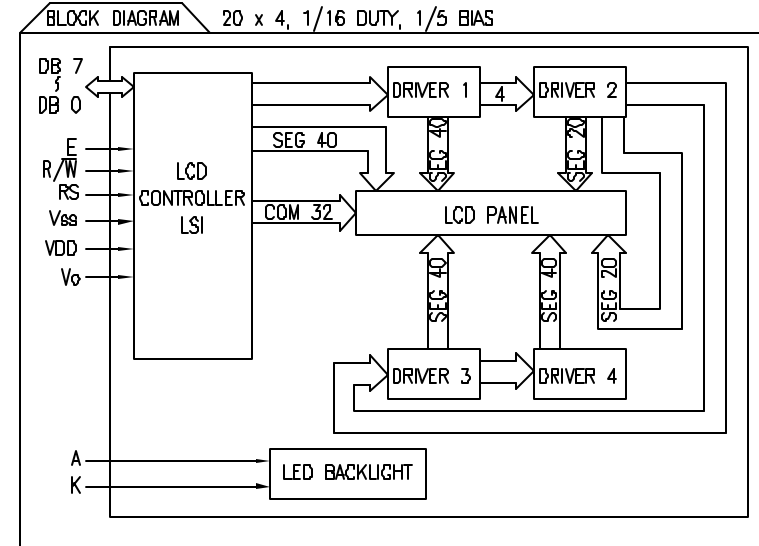 BLOCK DIAGRAM
20 x 4, 1/16 DUTY, 1/5 BIAS
DB 7
DB 0
E
R/W̅
RS
Vss
VDD
Vo
LCD
CONTROLLER
LSI
DRIVER 1
4
DRIVER 2
SEG 40
SEG 40
SEG 20
COM 32
LCD PANEL
SEG 40
SEG 40
SEG 20
DRIVER 3
DRIVER 4
A
K
LED BACKLIGHT